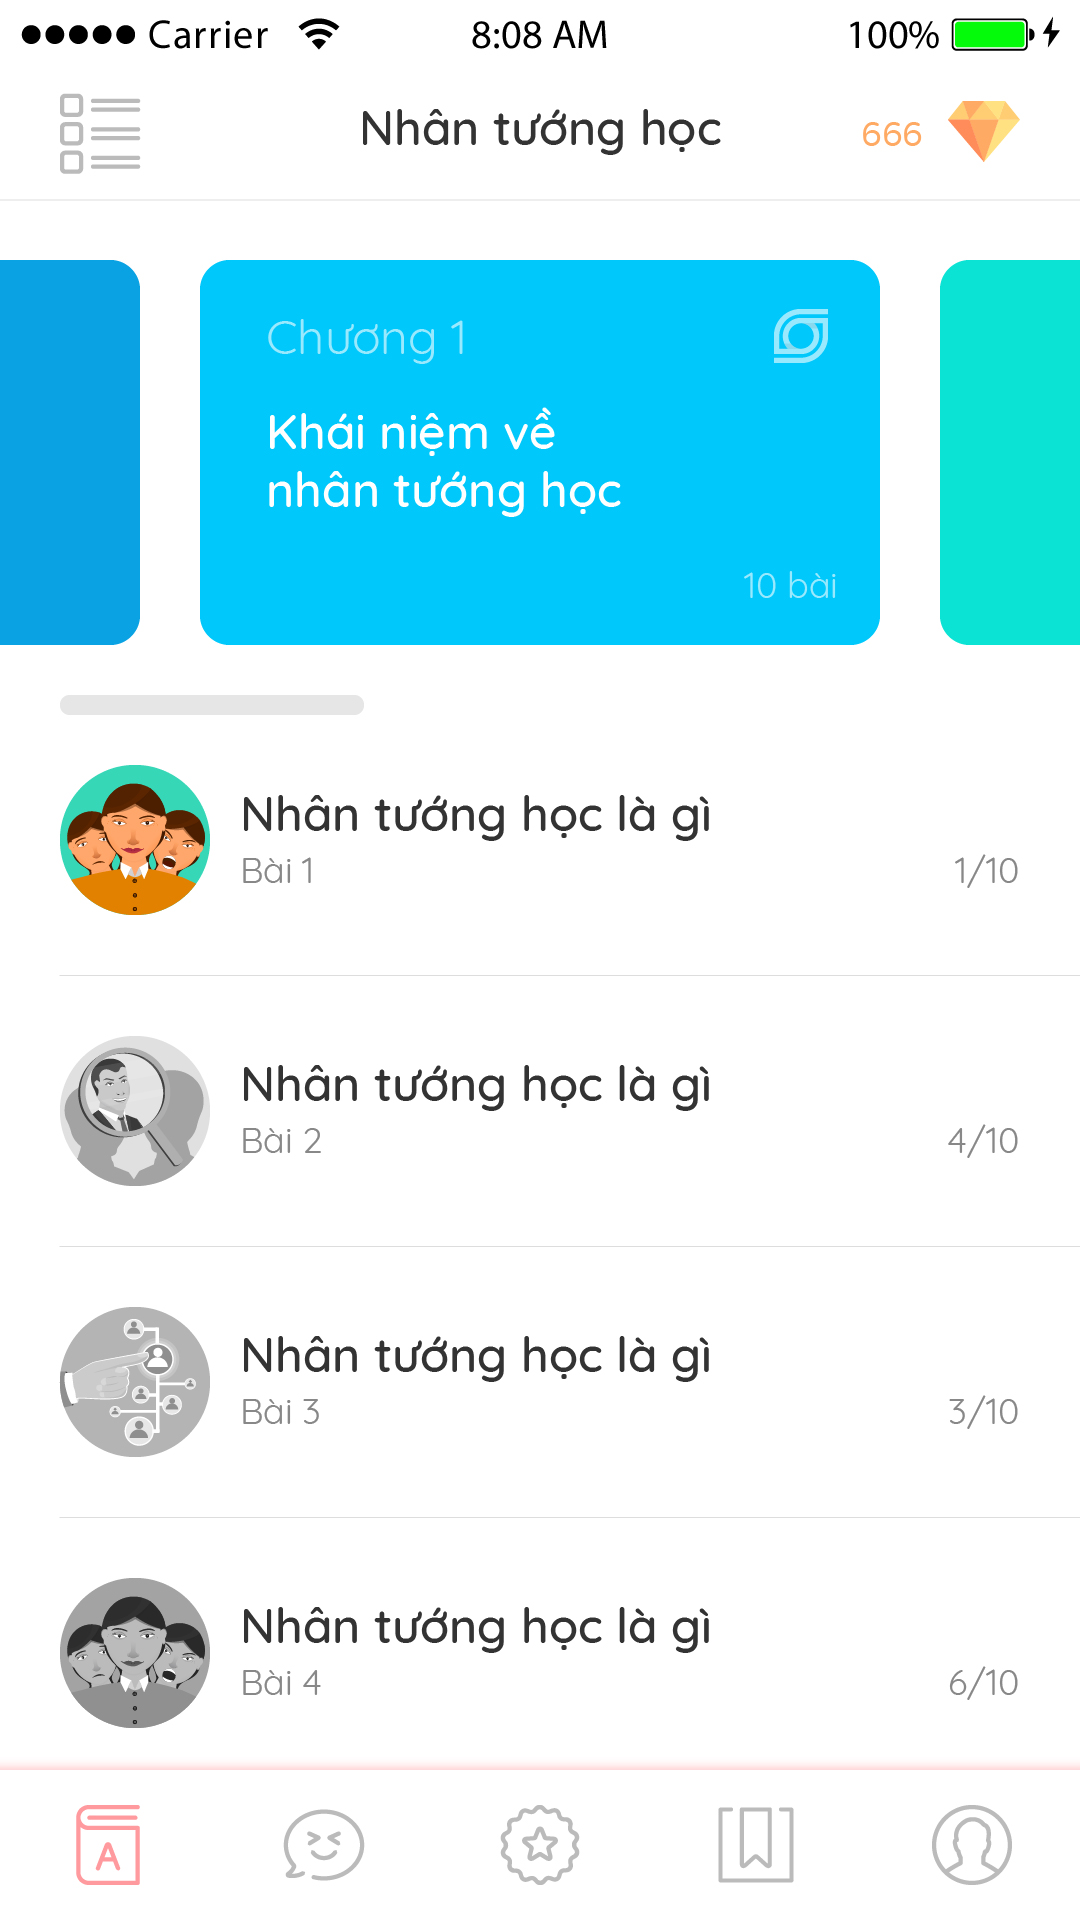 Carrier 8:08 AM 100%
Nhân tướng học 666
Chương 1
Khái niệm về
nhân tướng học
10 bài
Nhân tướng học là gì
Bài 1 1/10
Nhân tướng học là gì
Bài 2 4/10
Nhân tướng học là gì
Bài 3 3/10
Nhân tướng học là gì
Bài 4 6/10
A